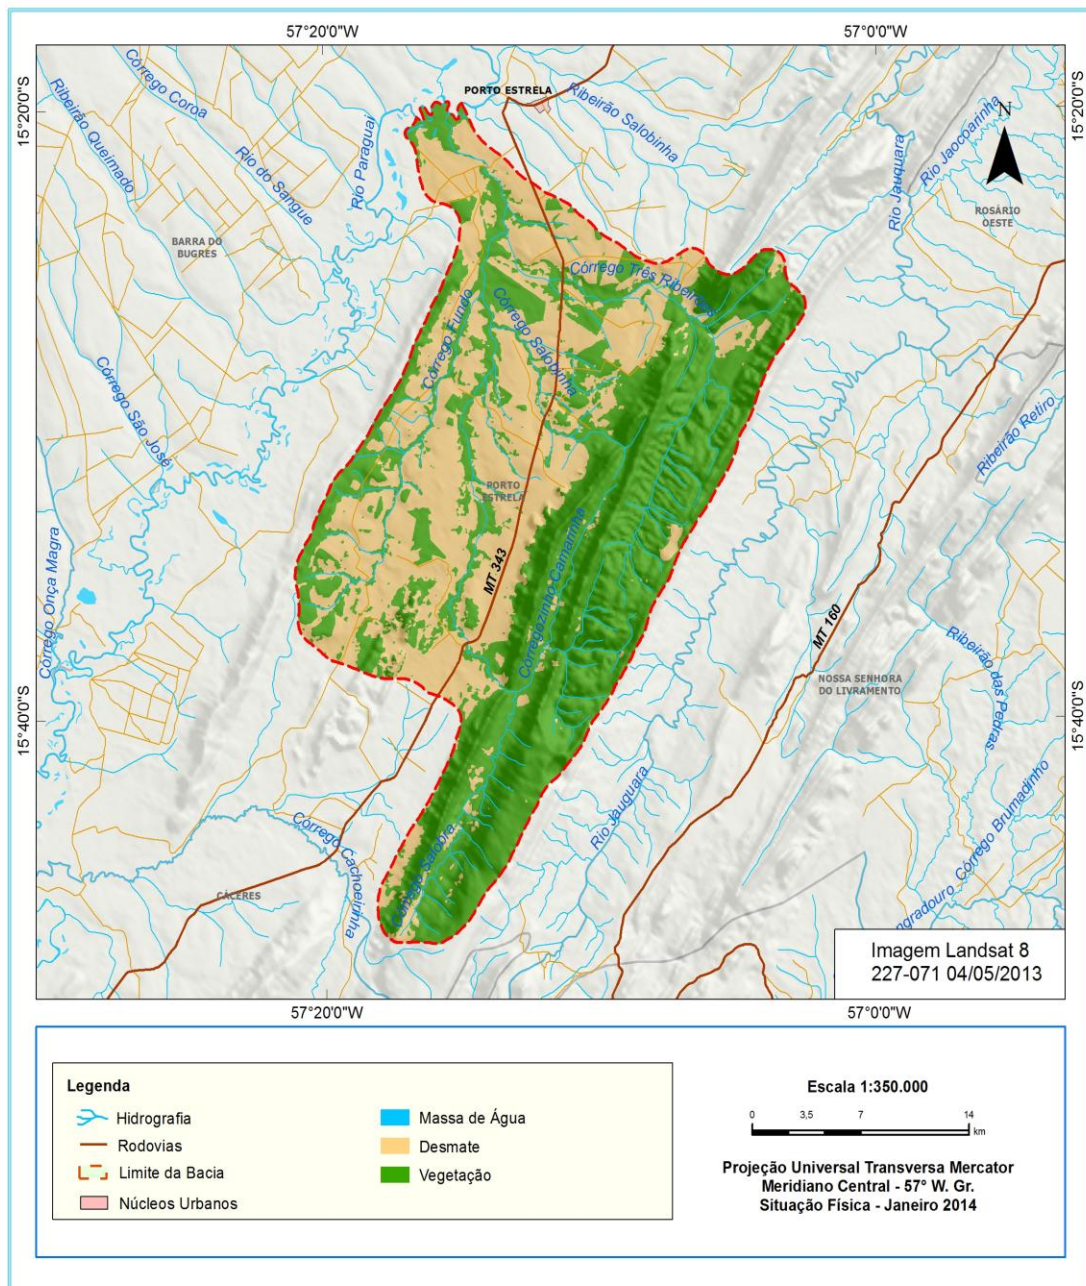 57°20'0"W
57°0'0"W
15°20'0"S
15°20'0"S
Córrego Coroa
Ribeirão Queimado
PORTO ESTRELA
Ribeirão Salobinha
N
Rio Paraguai
Rio do Sangue
Rio Jauquara
Rio Jaocoarinha
ROSÁRIO
OESTE
BARRA DO
BUGRES
Córrego Três Ribeirões
Córrego Fundo
Córrego Salobinha
Córrego São José
Ribeirão Retiro
PORTO
ESTRELA
MT 343
Córregozinho Camarinha
Córrego Onça Magra
MT 160
Ribeirão das Pedras
NOSSA SENHORA
DO LIVRAMENTO
15°40'0"S
15°40'0"S
Rio Jauquara
Córrego Salobra
Córrego Cachoeirinha
CÁCERES
Córrego Brumadinho
ngradouro
Imagem Landsat 8
227-071 04/05/2013
57°20'0"W
57°0'0"W
Legenda
Hidrografia
Rodovias
Limite da Bacia
Núcleos Urbanos
Massa de Água
Desmate
Vegetação
Escala 1:350.000
0 3,5 7 14
km
Projeção Universal Transversa Mercator
Meridiano Central - 57° W. Gr.
Situação Física - Janeiro 2014